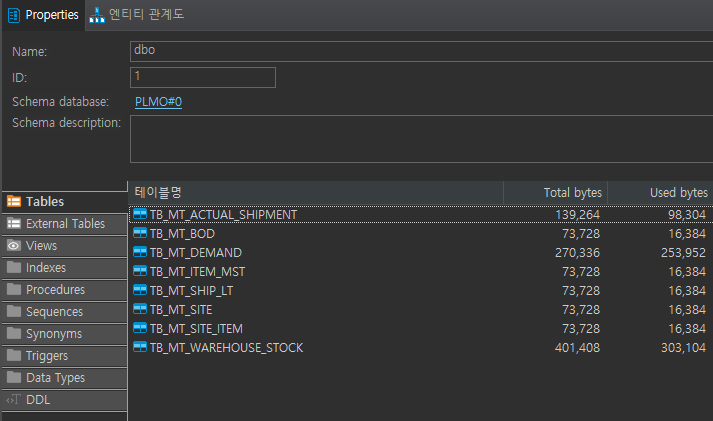 Properties 엔티티 관계도
Name: dbo
ID: 1
Schema database: PLMO#0
Schema description:
테이블명 Total bytes Used bytes
Tables
External Tables
Views
Indexes
Procedures
Sequences
Synonyms
Triggers
Data Types
DDL
TB_MT_ACTUAL_SHIPMENT 139,264 98,304
TB_MT_BOD 73,728 16,384
TB_MT_DEMAND 270,336 253,952
TB_MT_ITEM_MST 73,728 16,384
TB_MT_SHIP_LT 73,728 16,384
TB_MT_SITE 73,728 16,384
TB_MT_SITE_ITEM 73,728 16,384
TB_MT_WAREHOUSE_STOCK 401,408 303,104